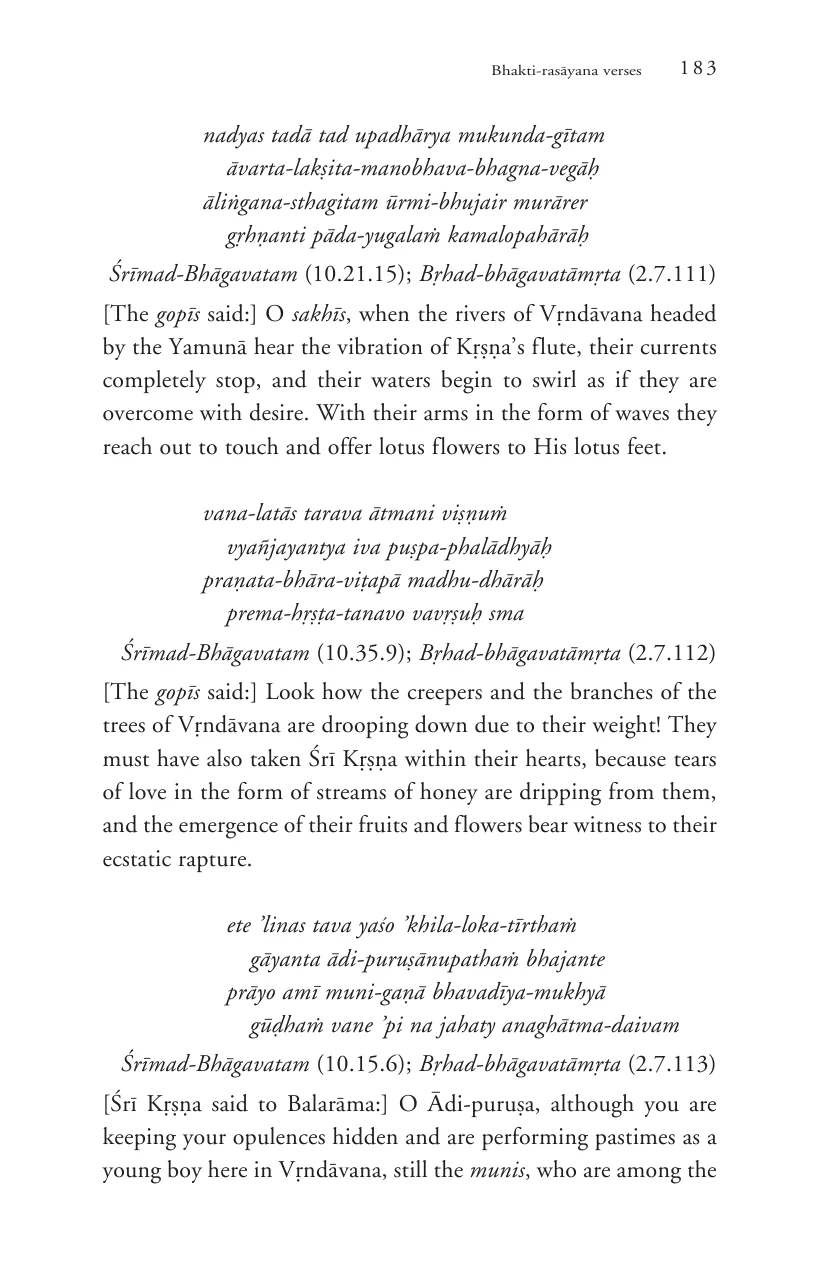 Bhakti-rasāyana verses 183
nadyas tadā tad upadhārya mukunda-gītam
āvarta-lakṣita-manobhava-bhagna-vegāḥ
āliṅgana-sthagitam ūrmi-bhujair murārer
gṛhṇanti pāda-yugalaṁ kamalopahārāḥ
Śrīmad-Bhāgavatam (10.21.15); Bṛhad-bhāgavatāmṛta (2.7.111)
[The gopīs said:] O sakhīs, when the rivers of Vṛndāvana headed
by the Yamunā hear the vibration of Kṛṣṇa’s flute, their currents
completely stop, and their waters begin to swirl as if they are
overcome with desire. With their arms in the form of waves they
reach out to touch and offer lotus flowers to His lotus feet.
vana-latās tarava ātmani viṣṇuṁ
vyañjayantya iva puṣpa-phalādhyāḥ
praṇata-bhāra-viṭapā madhu-dhārāḥ
prema-hṛṣṭa-tanavo vavṛṣuḥ sma
Śrīmad-Bhāgavatam (10.35.9); Bṛhad-bhāgavatāmṛta (2.7.112)
[The gopīs said:] Look how the creepers and the branches of the
trees of Vṛndāvana are drooping down due to their weight! They
must have also taken Śrī Kṛṣṇa within their hearts, because tears
of love in the form of streams of honey are dripping from them,
and the emergence of their fruits and flowers bear witness to their
ecstatic rapture.
ete ’linas tava yaśo ’khila-loka-tīrthaṁ
gāyanta ādi-puruṣānupathaṁ bhajante
prāyo amī muni-gaṇā bhavadīya-mukhyā
gūḍhaṁ vane ’pi na jahaty anaghātma-daivam
Śrīmad-Bhāgavatam (10.15.6); Bṛhad-bhāgavatāmṛta (2.7.113)
[Śrī Kṛṣṇa said to Balarāma:] O Ādi-puruṣa, although you are
keeping your opulences hidden and are performing pastimes as a
young boy here in Vṛndāvana, still the munis, who are among the